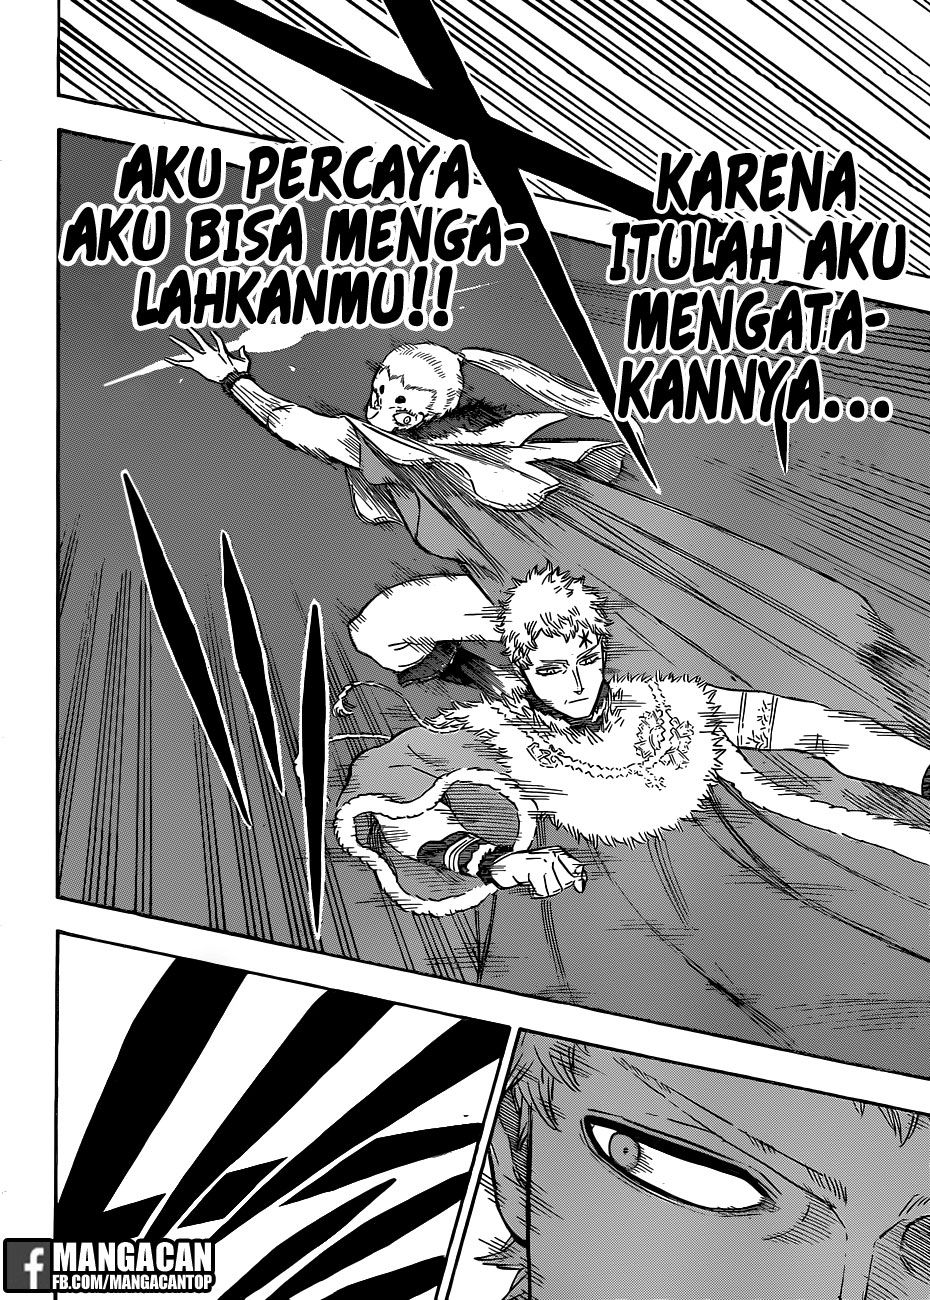 KARENA
ITULAH AKU
MENGATA-
KANNYA...
AKU PERCAYA
AKU BISA MENGA-
LAHKANMU!!
f MANGACAN
FB.COM/MANGACANTOP